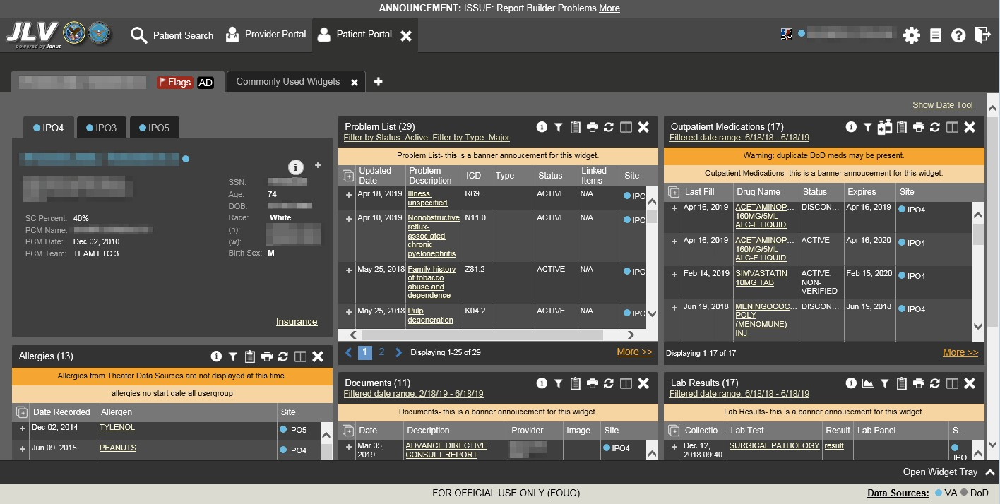 ANNOUNCEMENT: ISSUE: Report Builder Problems More
JLV
powered by Janus
Patient Search
Provider Portal
Patient Portal
Flags AD
Commonly Used Widgets
Show Date Tool
IPO4
IPO3
IPO5
SSN:
Age: 74
DOB:
Race: White
(h):
(w):
Birth Sex: M
SC Percent: 40%
PCM Name:
PCM Date: Dec 02, 2010
PCM Team: TEAM FTC 3
Insurance
Problem List (29)
Filter by Status: Active; Filter by Type: Major
Problem List- this is a banner annoucement for this widget.
Updated Date Problem Description ICD Type Status Linked Items Site
Apr 18, 2019 Illness, unspecified R69. ACTIVE N/A IPO
Apr 10, 2019 Nonobstructive reflux-associated chronic pyelonephritis N11.0 ACTIVE N/A IPO
May 25, 2018 Family history of tobacco abuse and dependence Z81.2 ACTIVE N/A IPO
May 25, 2018 Pulp degeneration K04.2 ACTIVE N/A IPO
1 2 Displaying 1-25 of 29 More >>
Outpatient Medications (17)
Filtered date range: 6/18/18 - 6/18/19
Warning: duplicate DoD meds may be present.
Outpatient Medications- this is a banner annoucement for this widget.
Last Fill Drug Name Status Expires Site
Apr 16, 2019 ACETAMINOP... 160MG/5ML ALC-F LIQUID DISCON... Apr 16, 2019 IPO4
Apr 16, 2019 ACETAMINOP... 160MG/5ML ALC-F LIQUID ACTIVE Apr 16, 2020 IPO4
Feb 14, 2019 SIMVASTATIN 10MG TAB ACTIVE: NON-VERIFIED Feb 15, 2020 IPO4
Jun 19, 2018 MENINGOCOC... POLY (MENOMUNE) INJ DISCON... Jun 19, 2018 IPO4
Displaying 1-17 of 17 More >>
Allergies (13)
Allergies from Theater Data Sources are not displayed at this time.
allergies no start date all usergroup
Date Recorded Allergen Site
Dec 02, 2014 TYLENOL IPO5
Jun 09, 2015 PEANUTS IPO4
Documents (11)
Filtered date range: 2/18/19 - 6/18/19
Documents- this is a banner annoucement for this widget.
Date Description Provider Image Site
Mar 05, 2019 ADVANCE DIRECTIVE CONSULT REPORT IPO4
Lab Results (17)
Filtered date range: 6/18/18 - 6/18/19
Lab Results- this is a banner annoucement for this widget.
Collectio... Lab Test Result Lab Panel S...
Dec 12, 2018 09:40 SURGICAL PATHOLOGY result IPO
Open Widget Tray
FOR OFFICIAL USE ONLY (FOUO)
Data Sources: VA DoD